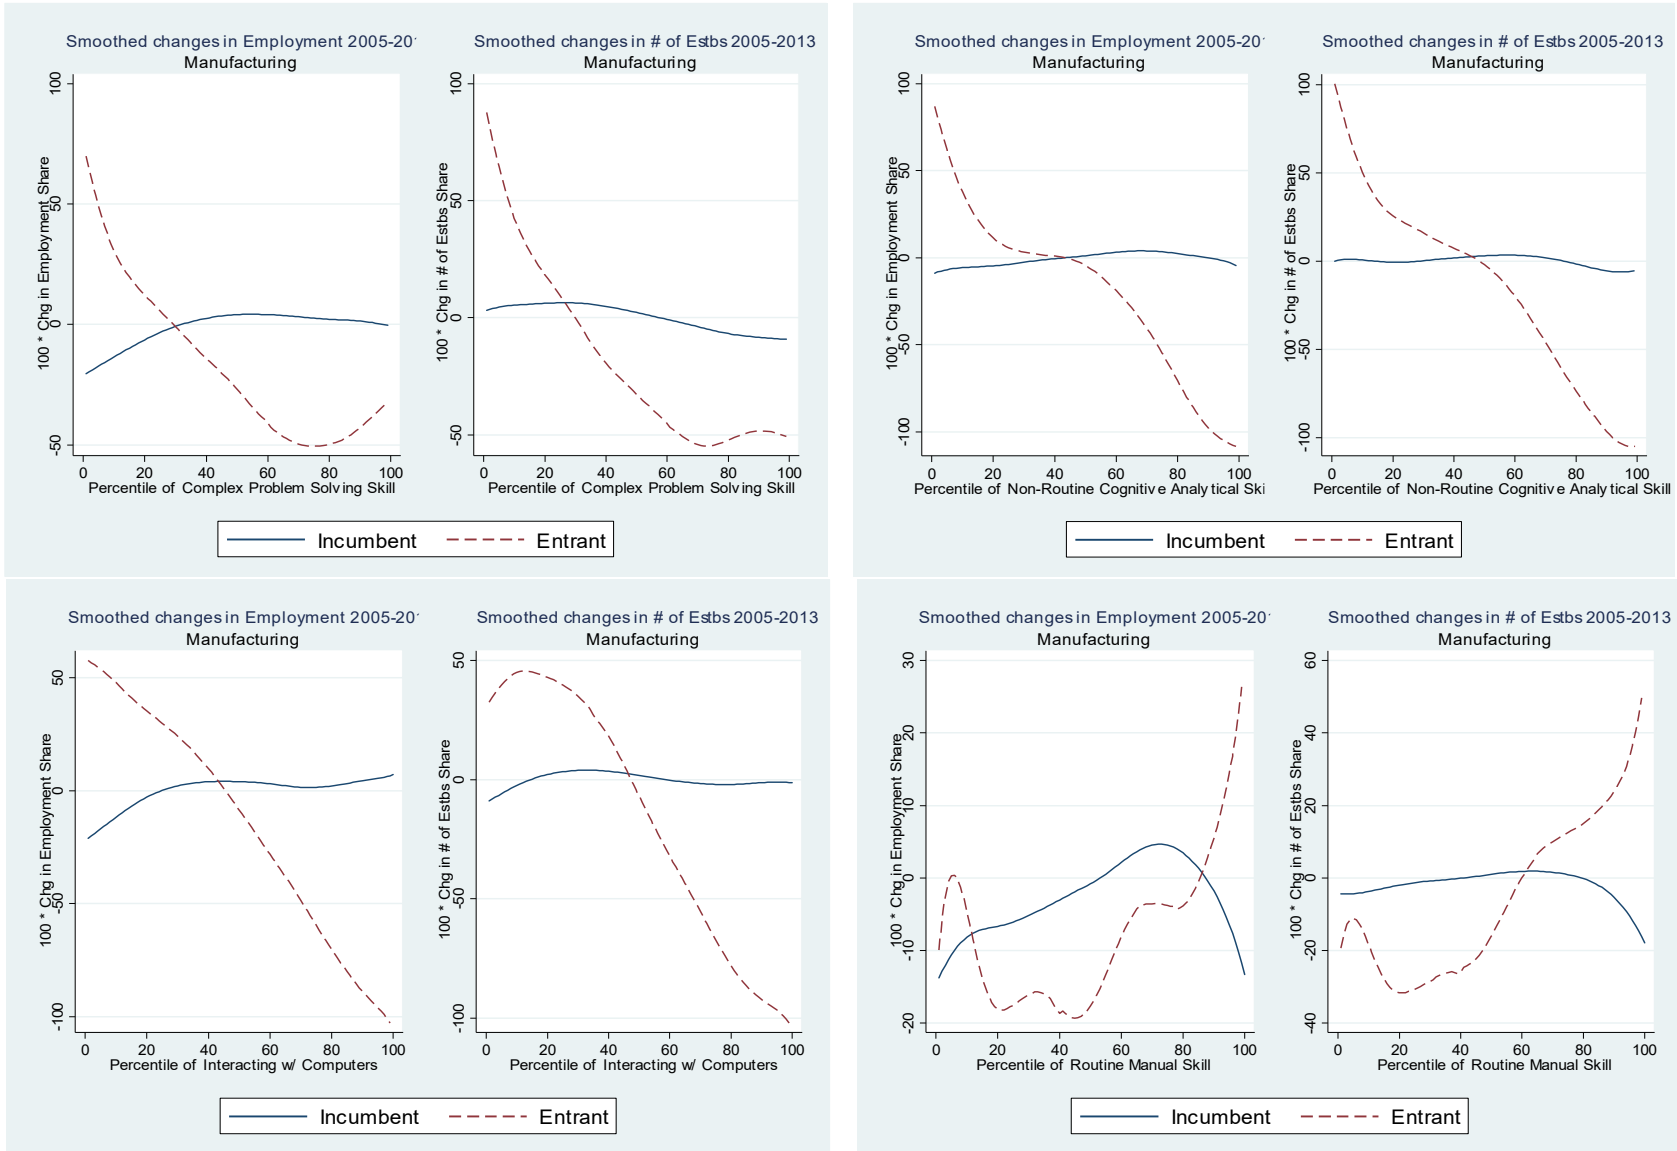 Smoothed changes in Employment 2005-20
Manufacturing
100 * Chg in Employment Share
100
50
0
-50
0 20 40 60 80 100
Percentile of Complex Problem Solving Skill
Smoothed changes in # of Estbs 2005-2013
Manufacturing
100 * Chg in # of Estbs Share
100
50
0
-50
0 20 40 60 80 100
Percentile of Complex Problem Solving Skill
Incumbent Entrant
Smoothed changes in Employment 2005-20
Manufacturing
100 * Chg in Employment Share
100
50
0
-50
-100
0 20 40 60 80 100
Percentile of Non-Routine Cognitive Analytical Ski
Smoothed changes in # of Estbs 2005-2013
Manufacturing
100 * Chg in # of Estbs Share
100
50
0
-50
-100
0 20 40 60 80 100
Percentile of Non-Routine Cognitive Analytical Skill
Incumbent Entrant
Smoothed changes in Employment 2005-20
Manufacturing
100 * Chg in Employment Share
50
0
-50
-100
0 20 40 60 80 100
Percentile of Interacting w/ Computers
Smoothed changes in # of Estbs 2005-2013
Manufacturing
100 * Chg in # of Estbs Share
50
0
-50
-100
0 20 40 60 80 100
Percentile of Interacting w/ Computers
Incumbent Entrant
Smoothed changes in Employment 2005-20
Manufacturing
100 * Chg in Employment Share
30
20
10
0
-10
-20
0 20 40 60 80 100
Percentile of Routine Manual Skill
Smoothed changes in # of Estbs 2005-2013
Manufacturing
100 * Chg in # of Estbs Share
60
40
20
0
-20
-40
0 20 40 60 80 100
Percentile of Routine Manual Skill
Incumbent Entrant